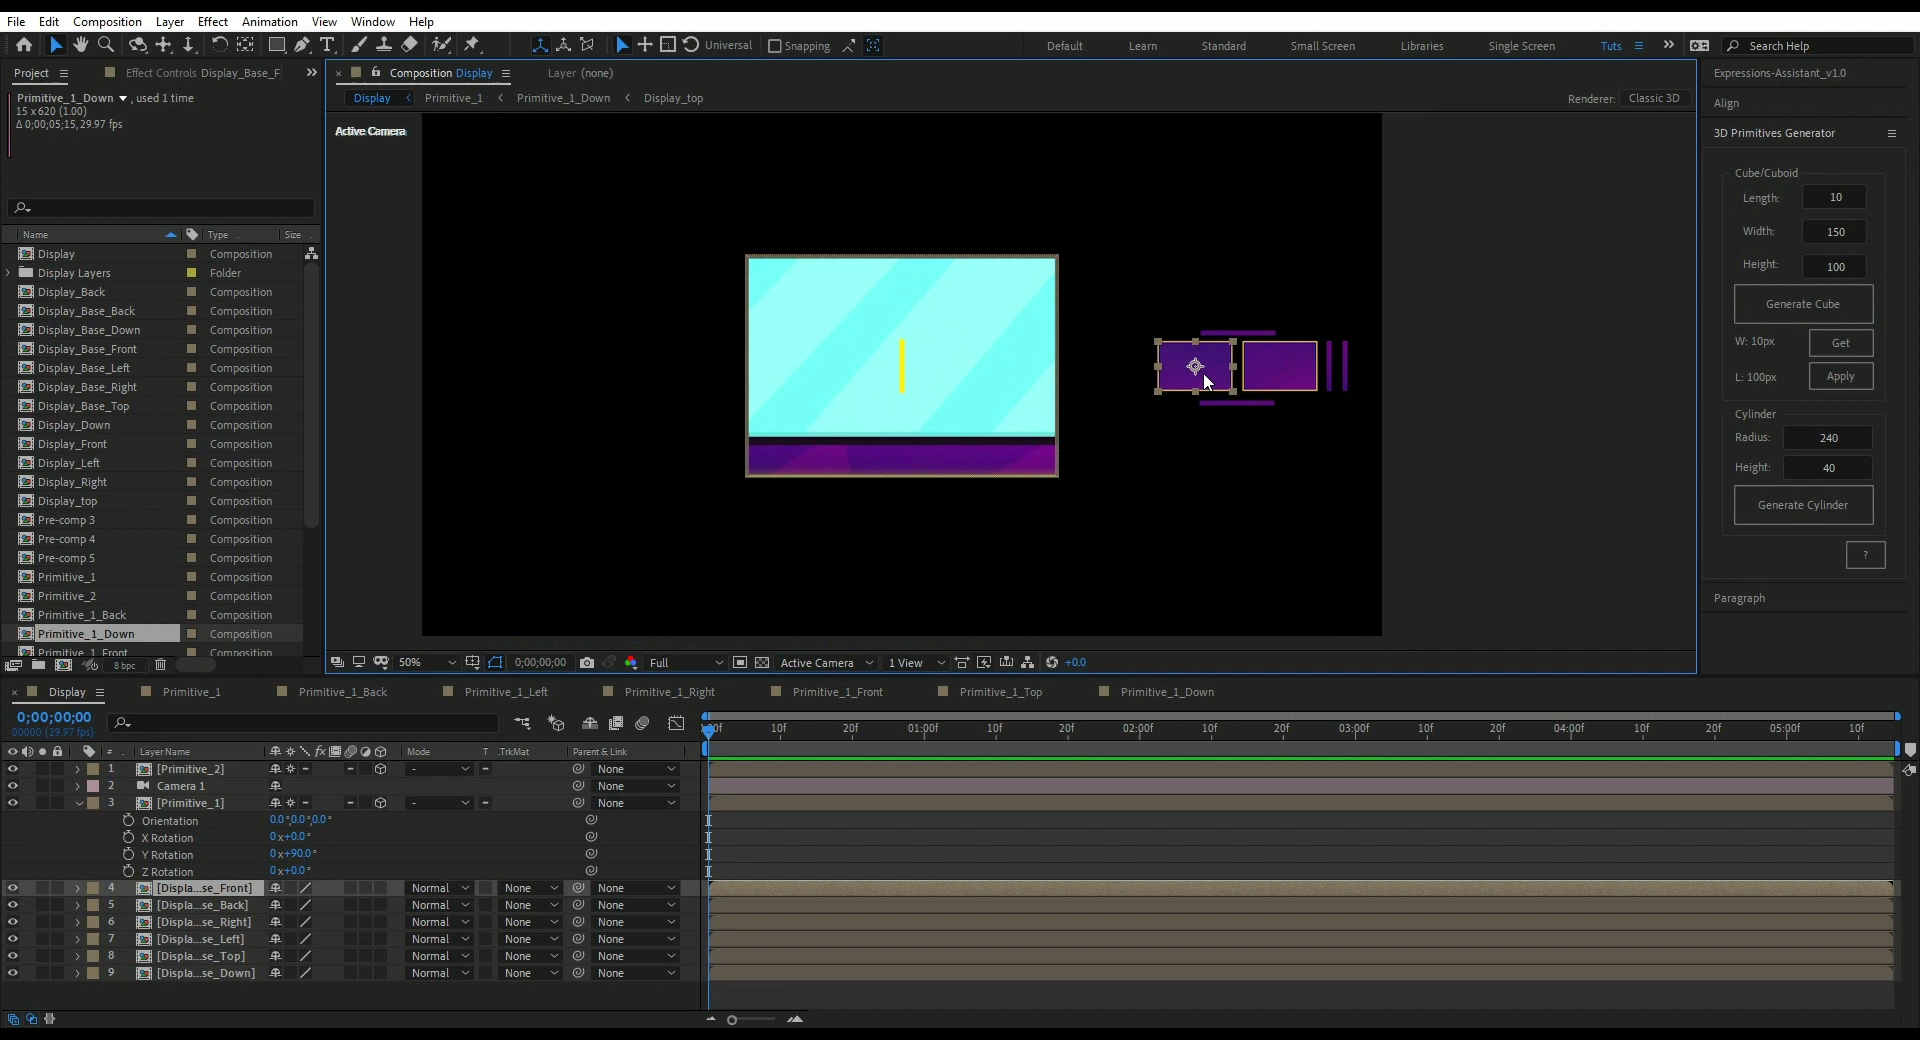 File Edit Composition Layer Effect Animation View Window Help
Universal Snapping Default Learn Standard Small Screen Libraries Single Screen Tuts Search Help
Project Effect Controls Display_Base_F
Primitive_1_Down , used 1 time
15 x 620 (1.00)
Δ 0;00;05;15, 29.97 fps
Name Type Size
Display Composition
Display Layers Folder
Display_Back Composition
Display_Base_Back Composition
Display_Base_Down Composition
Display_Base_Front Composition
Display_Base_Left Composition
Display_Base_Right Composition
Display_Base_Top Composition
Display_Down Composition
Display_Front Composition
Display_Left Composition
Display_Right Composition
Display_top Composition
Pre-comp 3 Composition
Pre-comp 4 Composition
Pre-comp 5 Composition
Primitive_1 Composition
Primitive_2 Composition
Primitive_1_Back Composition
Primitive_1_Down Composition
Primitive_1_Front Composition
8 bpc
Composition Display Layer (none)
Display Primitive_1 Primitive_1_Down Display_top
Renderer: Classic 3D
Active Camera
50% 0;00;00;00 Full Active Camera 1 View +0.0
Expressions-Assistant_v1.0
Align
3D Primitives Generator
Cube/Cuboid
Length: 10
Width: 150
Height: 100
Generate Cube
W: 10px Get
L: 100px Apply
Cylinder
Radius: 240
Height: 40
Generate Cylinder
?
Paragraph
Display Primitive_1 Primitive_1_Back Primitive_1_Left Primitive_1_Right Primitive_1_Front Primitive_1_Top Primitive_1_Down
0;00;00;00
00000 (29.97 fps)
10f 20f 01:00f 10f 20f 02:00f 10f 20f 03:00f 10f 20f 04:00f 10f 20f 05:00f 10f
# Layer Name fx Mode T .TrkMat Parent & Link
1 [Primitive_2] - None
2 Camera 1 None
3 [Primitive_1] - None
Orientation 0.0°,0.0°,0.0°
X Rotation 0x+0.0°
Y Rotation 0x+90.0°
Z Rotation 0x+0.0°
4 [Displa...se_Front] Normal None None
5 [Displa...se_Back] Normal None None
6 [Displa...se_Right] Normal None None
7 [Displa...se_Left] Normal None None
8 [Displa...se_Top] Normal None None
9 [Displa...se_Down] Normal None None